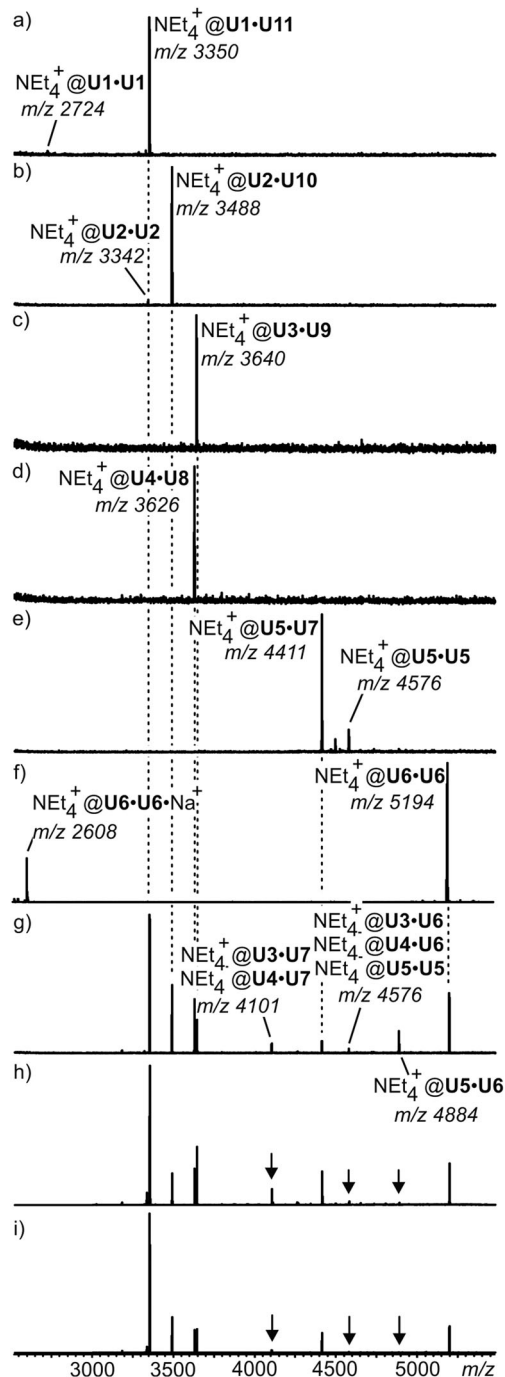 a)
NEt4+@U1•U11
m/z 3350
NEt4+@U1•U1
m/z 2724
b)
NEt4+@U2•U10
m/z 3488
NEt4+@U2•U2
m/z 3342
c)
NEt4+@U3•U9
m/z 3640
d)
NEt4+@U4•U8
m/z 3626
e)
NEt4+@U5•U7
m/z 4411
NEt4+@U5•U5
m/z 4576
f)
NEt4+@U6•U6
m/z 5194
NEt4+@U6•U6•Na+
m/z 2608
g)
NEt4+@U3•U7
NEt4+@U4•U7
m/z 4101
NEt4+@U3•U6
NEt4+@U4•U6
NEt4+@U5•U5
m/z 4576
NEt4+@U5•U6
m/z 4884
h)
i)
3000 3500 4000 4500 5000 m/z